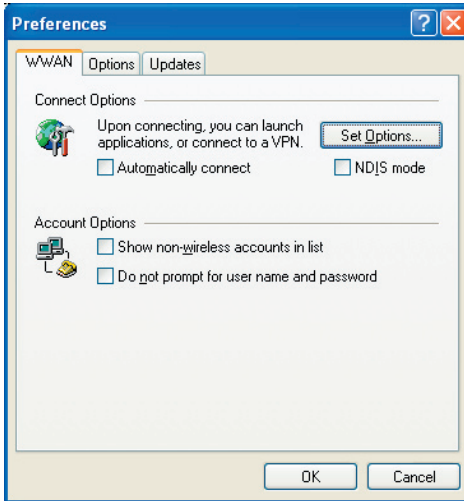 Preferences
WWAN Options Updates
Connect Options
Upon connecting, you can launch
applications, or connect to a VPN.
Set Options...
Automatically connect
NDIS mode
Account Options
Show non-wireless accounts in list
Do not prompt for user name and password
OK Cancel